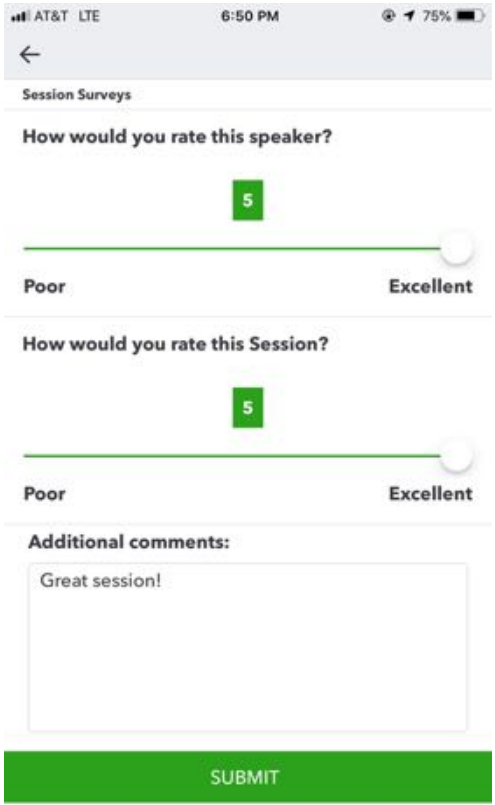 AT&T LTE 6:50 PM 75%
Session Surveys
How would you rate this speaker?
5
Poor Excellent
How would you rate this Session?
5
Poor Excellent
Additional comments:
Great session!
SUBMIT